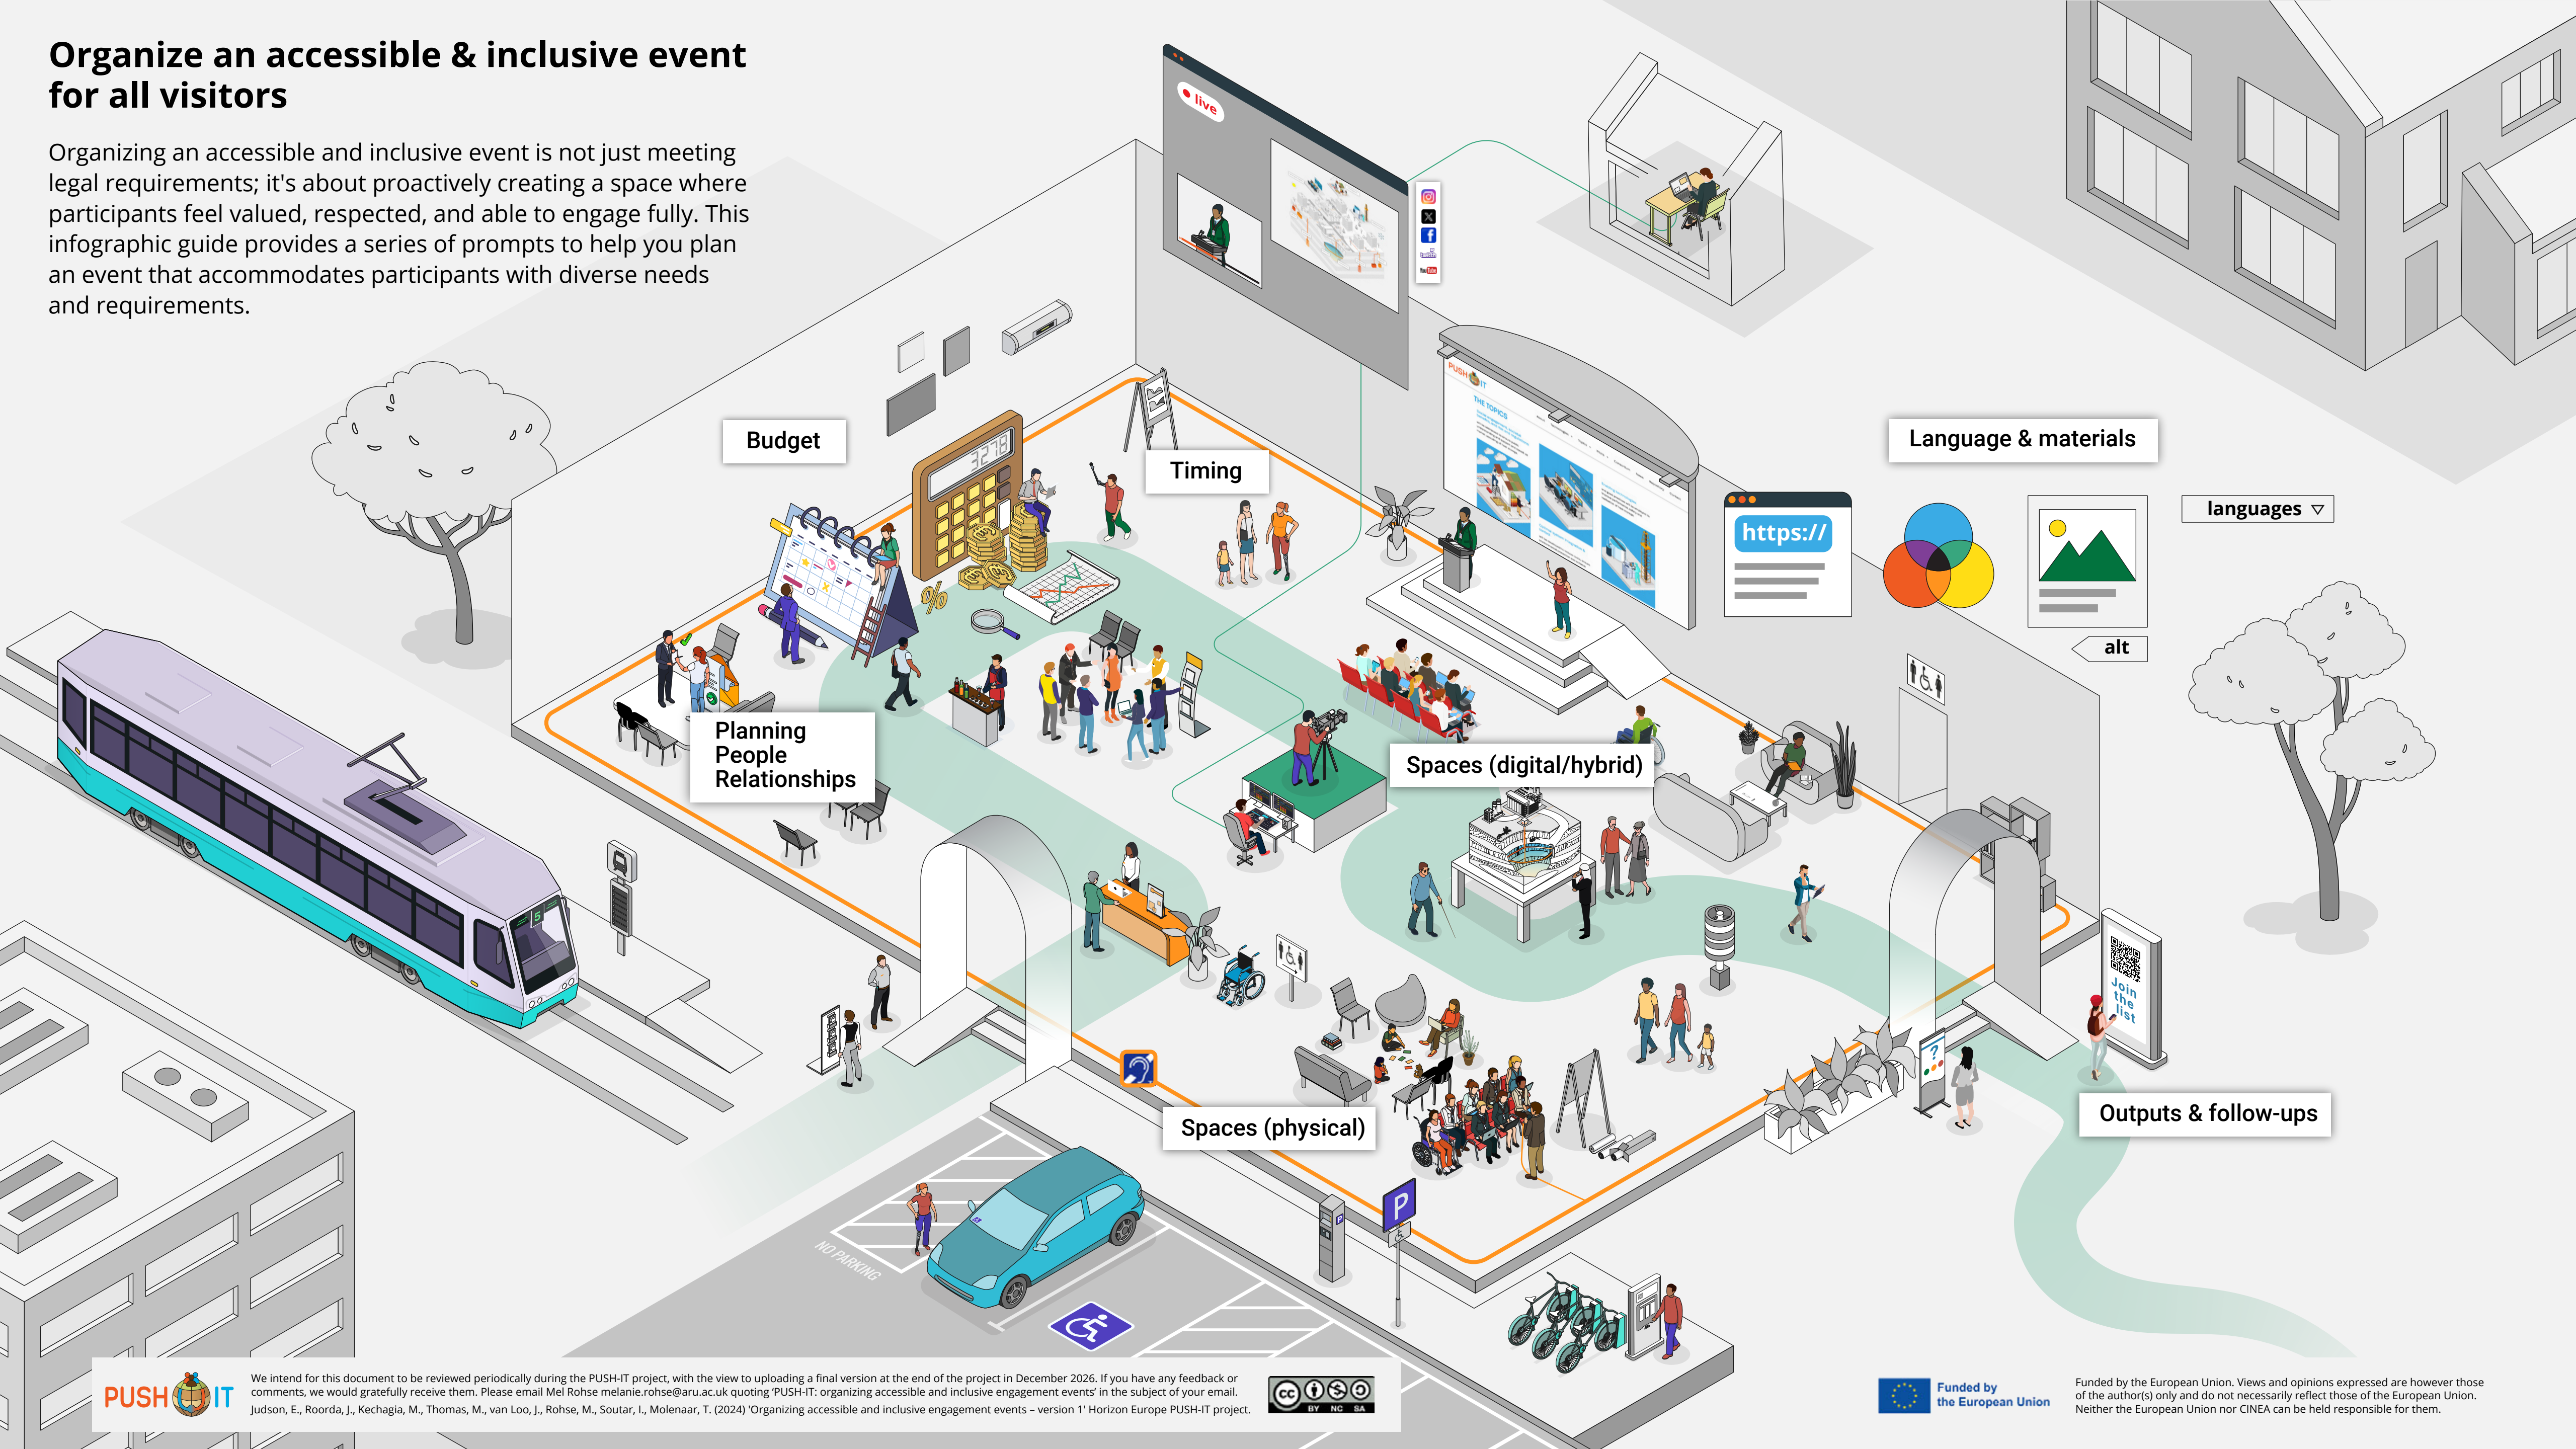 Organize an accessible & inclusive event
for all visitors
Organizing an accessible and inclusive event is not just meeting
legal requirements; it's about proactively creating a space where
participants feel valued, respected, and able to engage fully. This
infographic guide provides a series of prompts to help you plan
an event that accommodates participants with diverse needs
and requirements.
live
PUSH IT
THE TOPICS
Budget
3278
Timing
Language & materials
https://
languages
alt
%
Planning
People
Relationships
Spaces (digital/hybrid)
5
Join
the
list
?
Spaces (physical)
Outputs & follow-ups
P
NO PARKING
PUSH IT
We intend for this document to be reviewed periodically during the PUSH-IT project, with the view to uploading a final version at the end of the project in December 2026. If you have any feedback or
comments, we would gratefully receive them. Please email Mel Rohse melanie.rohse@aru.ac.uk quoting ‘PUSH-IT: organizing accessible and inclusive engagement events’ in the subject of your email.
Judson, E., Roorda, J., Kechagia, M., Thomas, M., van Loo, J., Rohse, M., Soutar, I., Molenaar, T. (2024) 'Organizing accessible and inclusive engagement events – version 1' Horizon Europe PUSH-IT project.
cc
BY NC SA
Funded by
the European Union
Funded by the European Union. Views and opinions expressed are however those
of the author(s) only and do not necessarily reflect those of the European Union.
Neither the European Union nor CINEA can be held responsible for them.